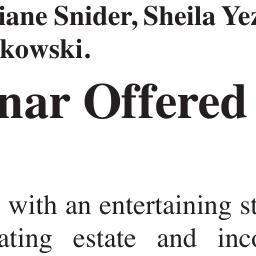 iane Snider, Sheila Yez
kowski.
nar Offered
with an entertaining st
ating estate and inco